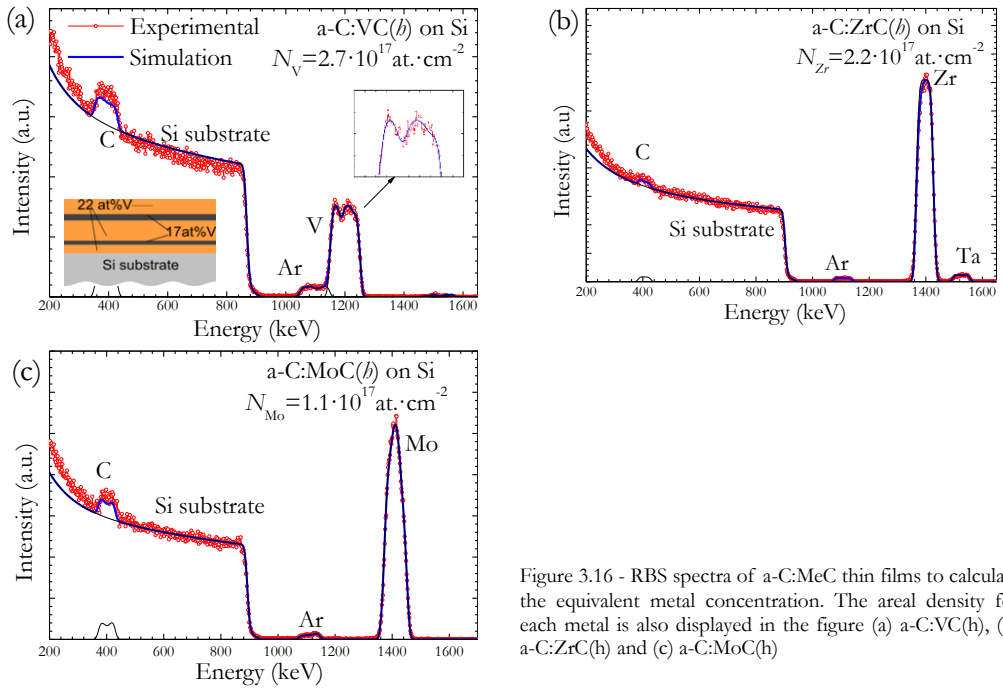 (a)
Experimental
Simulation
a-C:VC(h) on Si
N_V=2.7·10^17 at.·cm^-2
C
Si substrate
22 at%V
17at%V
Si substrate
V
Ar
Intensity (a.u.)
200 400 600 800 1000 1200 1400 1600
Energy (keV)
(b)
a-C:ZrC(h) on Si
N_Zr=2.2·10^17 at.·cm^-2
Zr
C
Si substrate
Ar
Ta
Intesity (a.u)
200 400 600 800 1000 1200 1400 1600
Energy (keV)
(c)
a-C:MoC(h) on Si
N_Mo=1.1·10^17 at.·cm^-2
Mo
C
Si substrate
Ar
Intensity (a.u.)
200 400 600 800 1000 1200 1400 1600
Energy (keV)
Figure 3.16 - RBS spectra of a-C:MeC thin films to calcula
the equivalent metal concentration. The areal density f
each metal is also displayed in the figure (a) a-C:VC(h), (
a-C:ZrC(h) and (c) a-C:MoC(h)